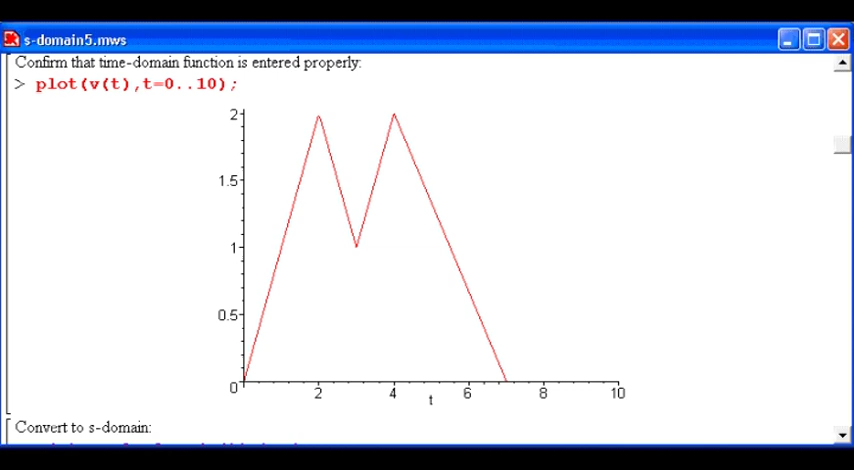 s-domain5.mws
Confirm that time-domain function is entered properly:
> plot(v(t),t=0..10);
2
1.5
1
0.5
0
2 4 6 8 10
t
Convert to s-domain: